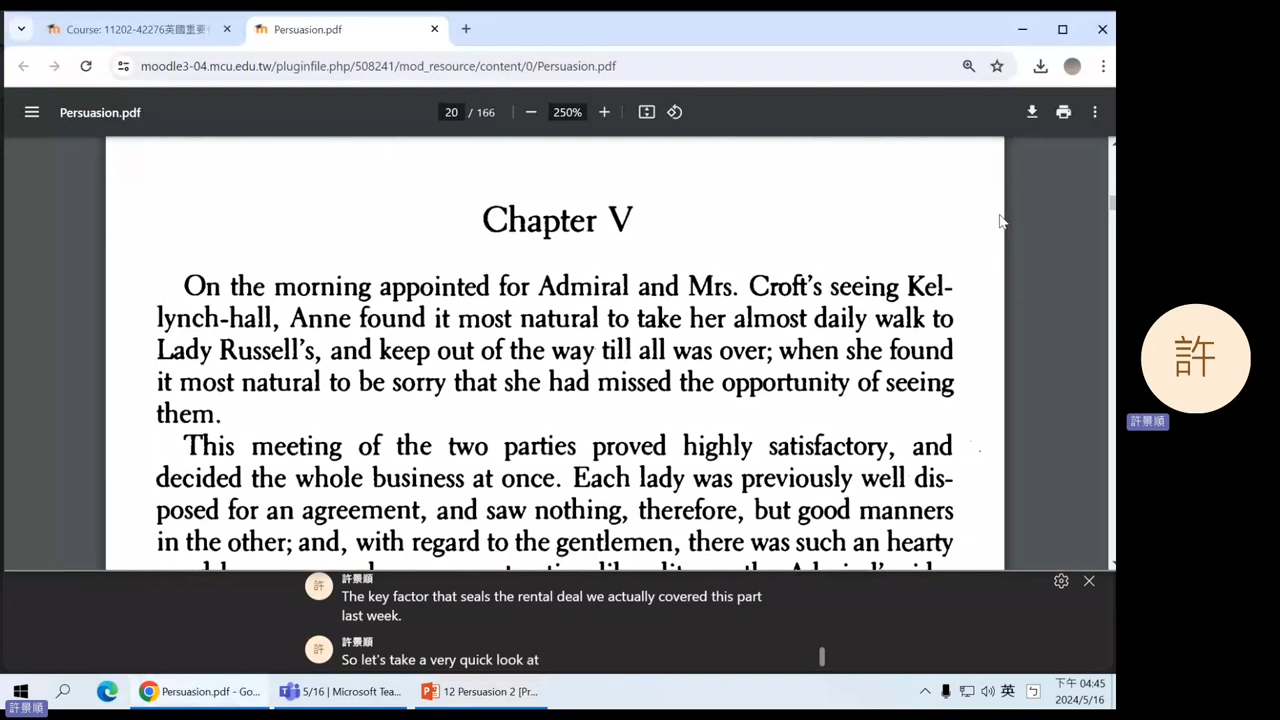 Course: 11202-42276英國重要
Persuasion.pdf
moodle3-04.mcu.edu.tw/pluginfile.php/508241/mod_resource/content/0/Persuasion.pdf
Persuasion.pdf
20 / 166
250%
Chapter V
On the morning appointed for Admiral and Mrs. Croft's seeing Kel-
lynch-hall, Anne found it most natural to take her almost daily walk to
Lady Russell's, and keep out of the way till all was over; when she found
it most natural to be sorry that she had missed the opportunity of seeing
them.
This meeting of the two parties proved highly satisfactory, and
decided the whole business at once. Each lady was previously well dis-
posed for an agreement, and saw nothing, therefore, but good manners
in the other; and, with regard to the gentlemen, there was such an hearty
許
許景順
許
許景順
The key factor that seals the rental deal we actually covered this part
last week.
許
許景順
So let's take a very quick look at
Persuasion.pdf - Go...
5/16 | Microsoft Tea...
12 Persuasion 2 [Pr...
英
下午 04:45
2024/5/16
許景順